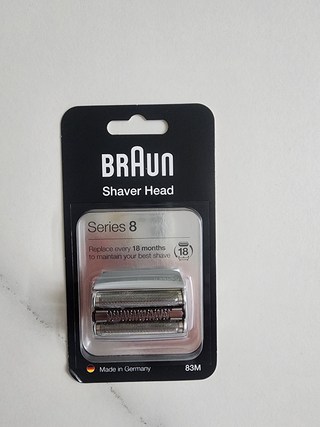 BRAUN
Shaver Head
Series 8
Replace every 18 months
to maintain your best shave
18
Made in Germany
83M